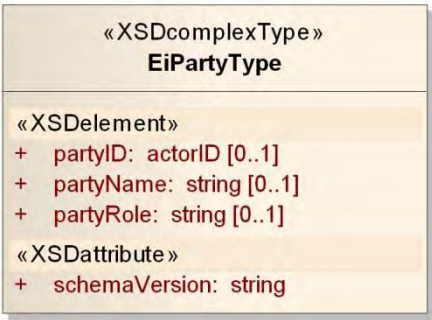 «XSDcomplexType»
EiPartyType
«XSDelement»
+ partyID: actorID [0..1]
+ partyName: string [0..1]
+ partyRole: string [0..1]
«XSDattribute»
+ schemaVersion: string